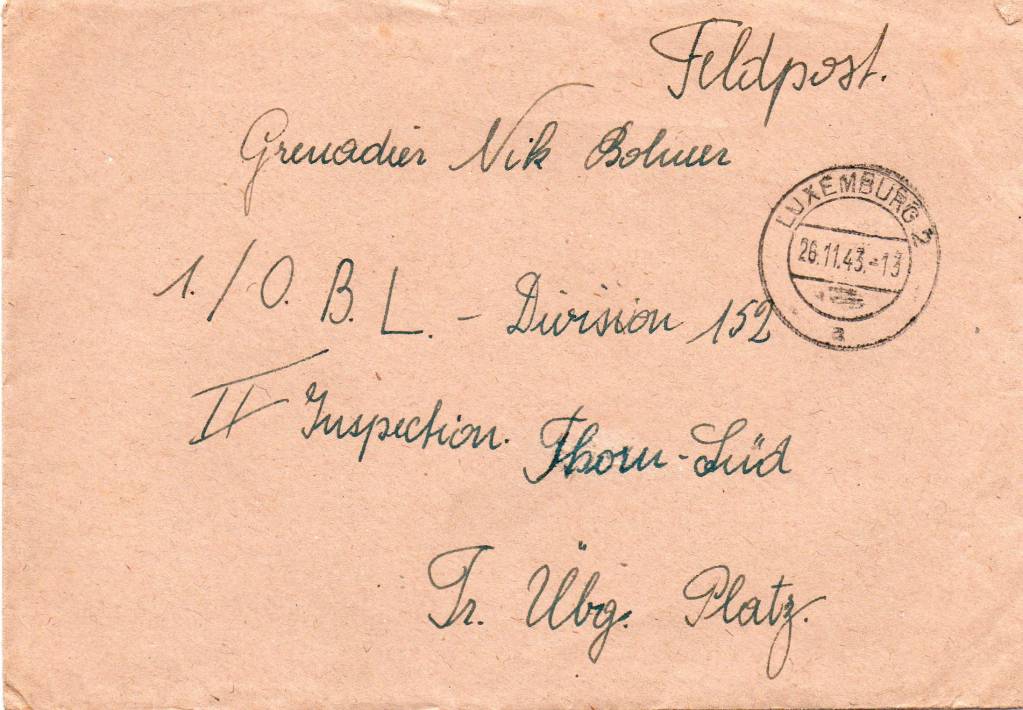 Feldpost.
Grenadier Nik Bohner
LUXEMBURG 2
26.11.43.-13
a
1./O. B. L. - Division 152
II Inspection. Thorn-Süd
Tr. Übg. Platz.